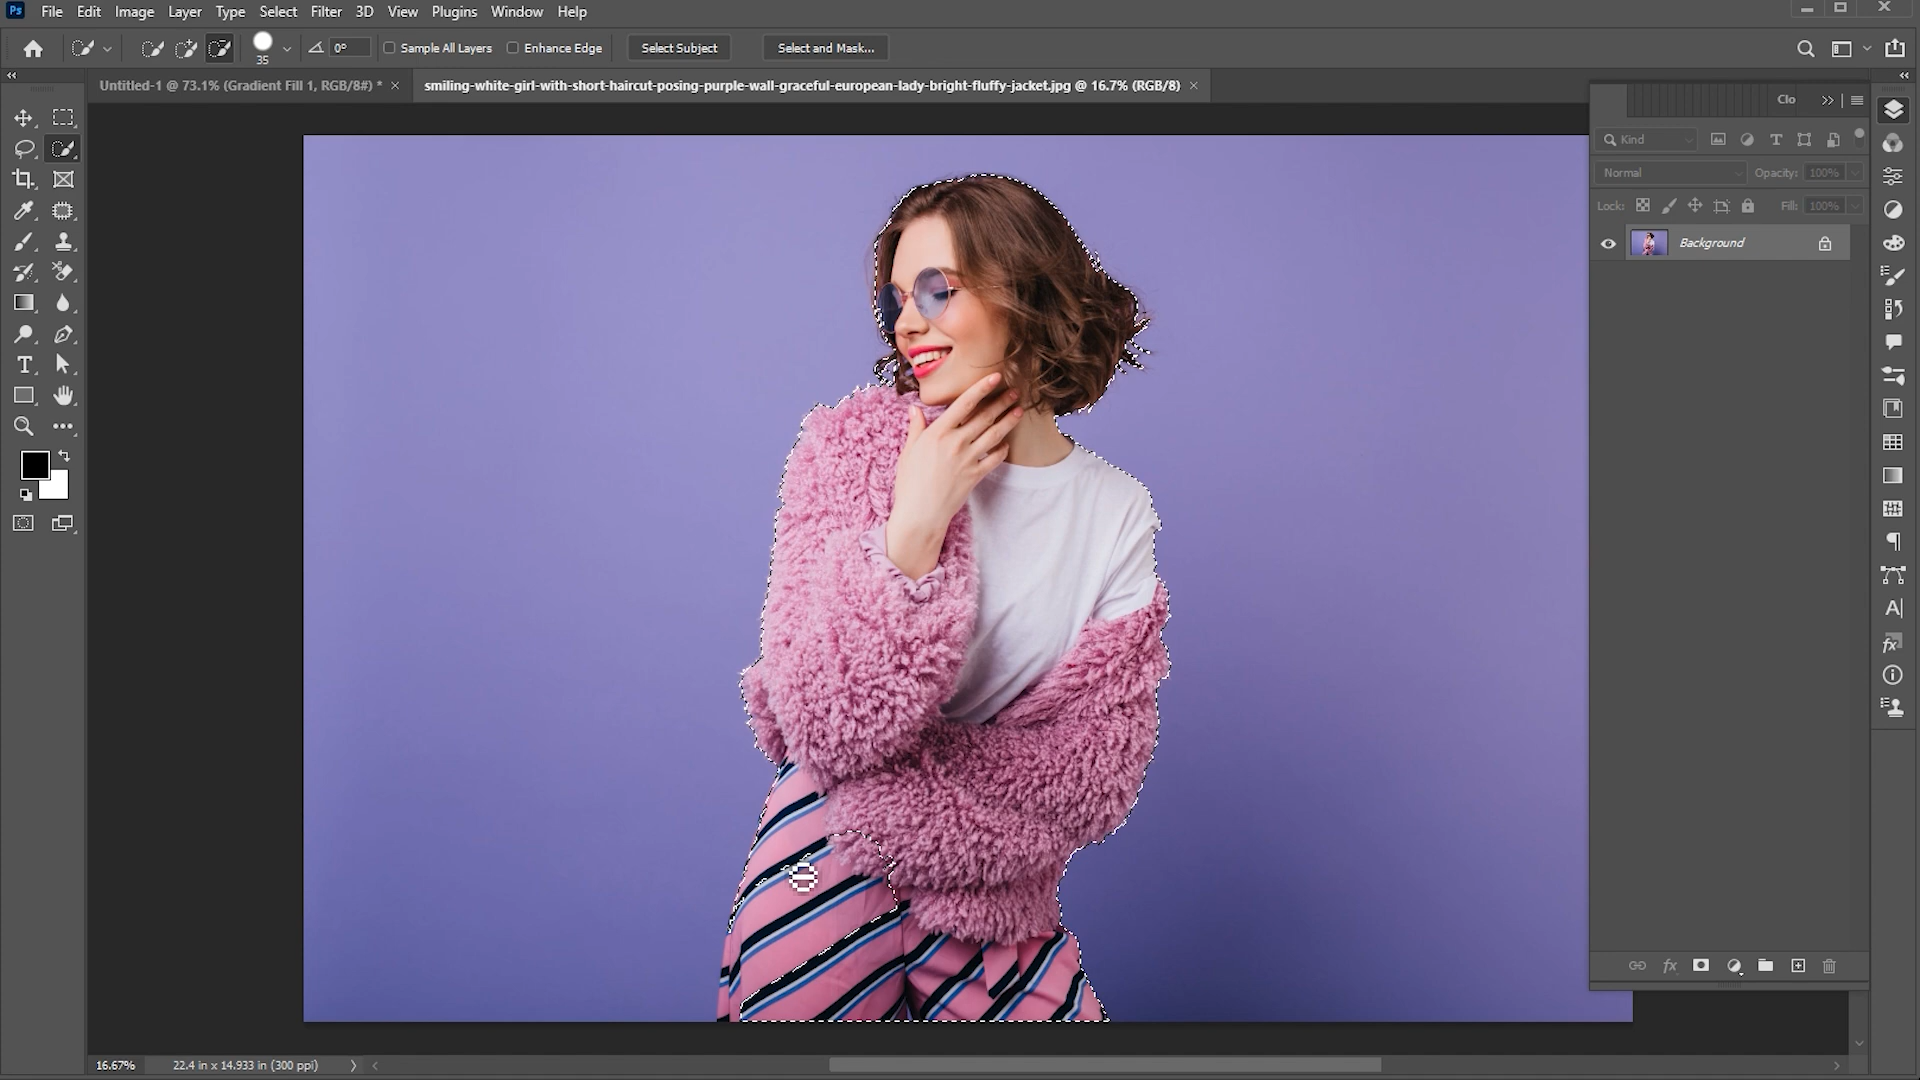 Ps File Edit Image Layer Type Select Filter 3D View Plugins Window Help
35 0° Sample All Layers Enhance Edge Select Subject Select and Mask...
Untitled-1 @ 73.1% (Gradient Fill 1, RGB/8#) * × smiling-white-girl-with-short-haircut-posing-purple-wall-graceful-european-lady-bright-fluffy-jacket.jpg @ 16.7% (RGB/8) ×
Clo
Kind
Normal Opacity: 100%
Lock: Fill: 100%
Background
16.67% 22.4 in x 14.933 in (300 ppi)